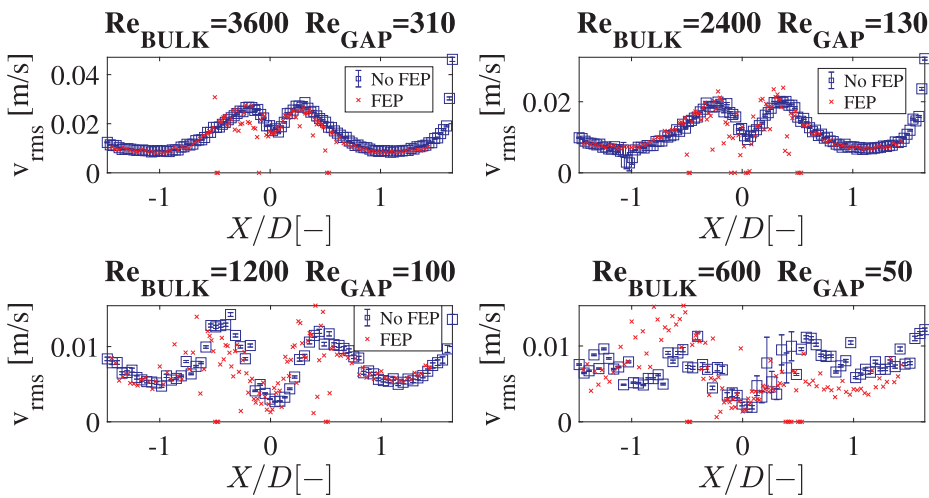 Re_BULK=3600 Re_GAP=310
Re_BULK=2400 Re_GAP=130
v_rms [m/s]
0.04
0.02
0
No FEP
FEP
-1 0 1
X/D[−]
v_rms [m/s]
0.02
0
No FEP
FEP
-1 0 1
X/D[−]
Re_BULK=1200 Re_GAP=100
Re_BULK=600 Re_GAP=50
v_rms [m/s]
0.01
0
No FEP
FEP
-1 0 1
X/D[−]
v_rms [m/s]
0.01
0
-1 0 1
X/D[−]